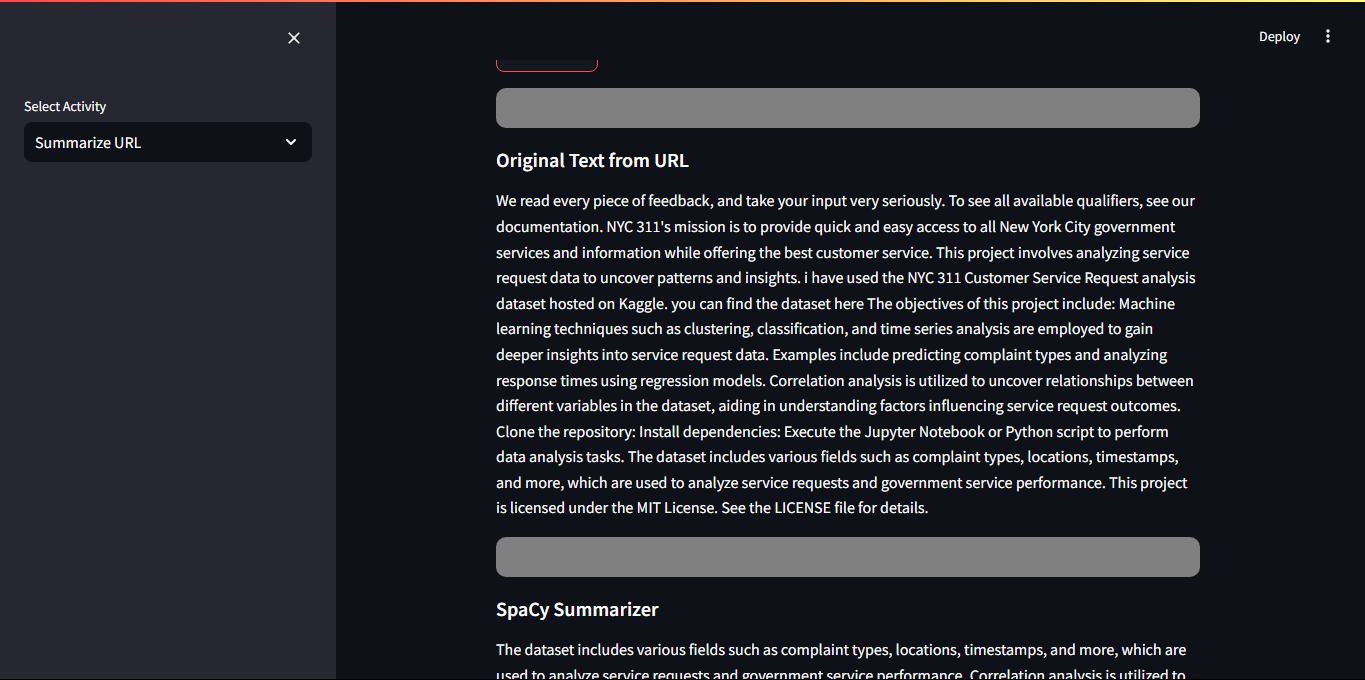 Deploy
Select Activity
Summarize URL
Original Text from URL
We read every piece of feedback, and take your input very seriously. To see all available qualifiers, see our
documentation. NYC 311's mission is to provide quick and easy access to all New York City government
services and information while offering the best customer service. This project involves analyzing service
request data to uncover patterns and insights. i have used the NYC 311 Customer Service Request analysis
dataset hosted on Kaggle. you can find the dataset here The objectives of this project include: Machine
learning techniques such as clustering, classification, and time series analysis are employed to gain
deeper insights into service request data. Examples include predicting complaint types and analyzing
response times using regression models. Correlation analysis is utilized to uncover relationships between
different variables in the dataset, aiding in understanding factors influencing service request outcomes.
Clone the repository: Install dependencies: Execute the Jupyter Notebook or Python script to perform
data analysis tasks. The dataset includes various fields such as complaint types, locations, timestamps,
and more, which are used to analyze service requests and government service performance. This project
is licensed under the MIT License. See the LICENSE file for details.
SpaCy Summarizer
The dataset includes various fields such as complaint types, locations, timestamps, and more, which are
used to analyze service requests and government service performance. Correlation analysis is utilized to